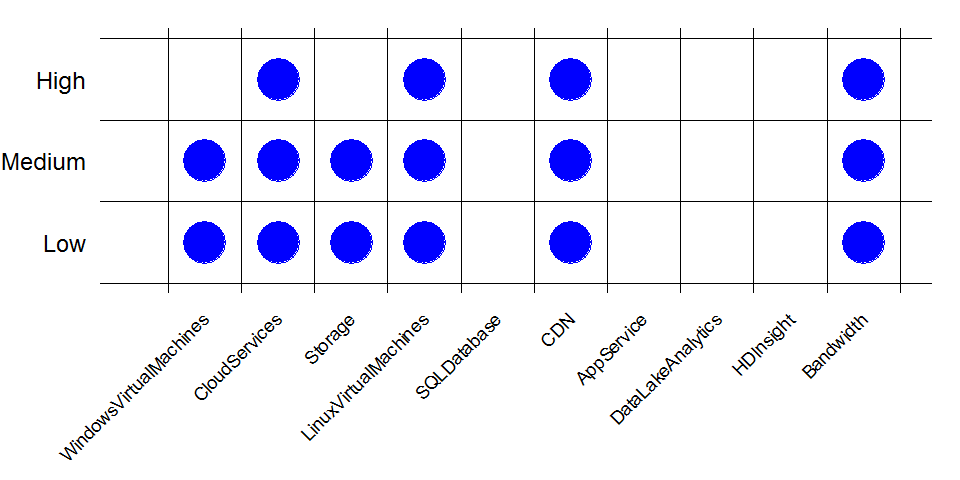 High
Medium
Low
WindowsVirtualMachines
CloudServices
Storage
LinuxVirtualMachines
SQLDatabase
CDN
AppService
DataLakeAnalytics
HDInsight
Bandwidth